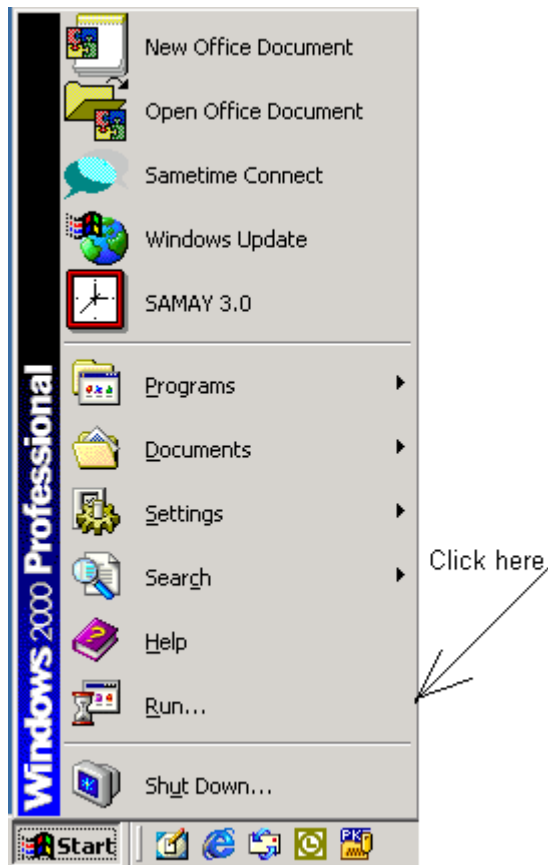 New Office Document
Open Office Document
Sametime Connect
Windows Update
SAMAY 3.0
Programs
Documents
Settings
Search
Help
Run...
Shut Down...
Windows 2000 Professional
Click here
Start
PK